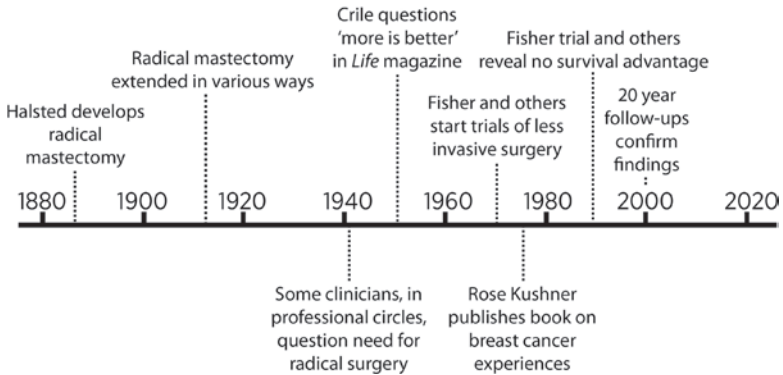 Crile questions
'more is better'
in Life magazine
Radical mastectomy
extended in various ways
Fisher trial and others
reveal no survival advantage
Halsted develops
radical
mastectomy
Fisher and others
start trials of less
invasive surgery
20 year
follow-ups
confirm
findings
1880 1900 1920 1940 1960 1980 2000 2020
Some clinicians, in
professional circles,
question need for
radical surgery
Rose Kushner
publishes book on
breast cancer
experiences